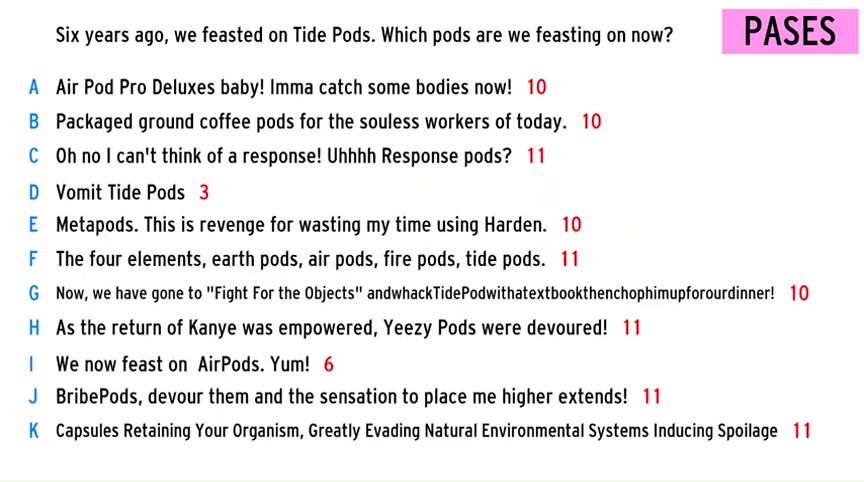 Six years ago, we feasted on Tide Pods. Which pods are we feasting on now?
PASES
A Air Pod Pro Deluxes baby! Imma catch some bodies now! 10
B Packaged ground coffee pods for the souless workers of today. 10
C Oh no I can't think of a response! Uhhhh Response pods? 11
D Vomit Tide Pods 3
E Metapods. This is revenge for wasting my time using Harden. 10
F The four elements, earth pods, air pods, fire pods, tide pods. 11
G Now, we have gone to "Fight For the Objects" andwhackTidePodwithatextbookthenchophimupforourdinner! 10
H As the return of Kanye was empowered, Yeezy Pods were devoured! 11
I We now feast on AirPods. Yum! 6
J BribePods, devour them and the sensation to place me higher extends! 11
K Capsules Retaining Your Organism, Greatly Evading Natural Environmental Systems Inducing Spoilage 11